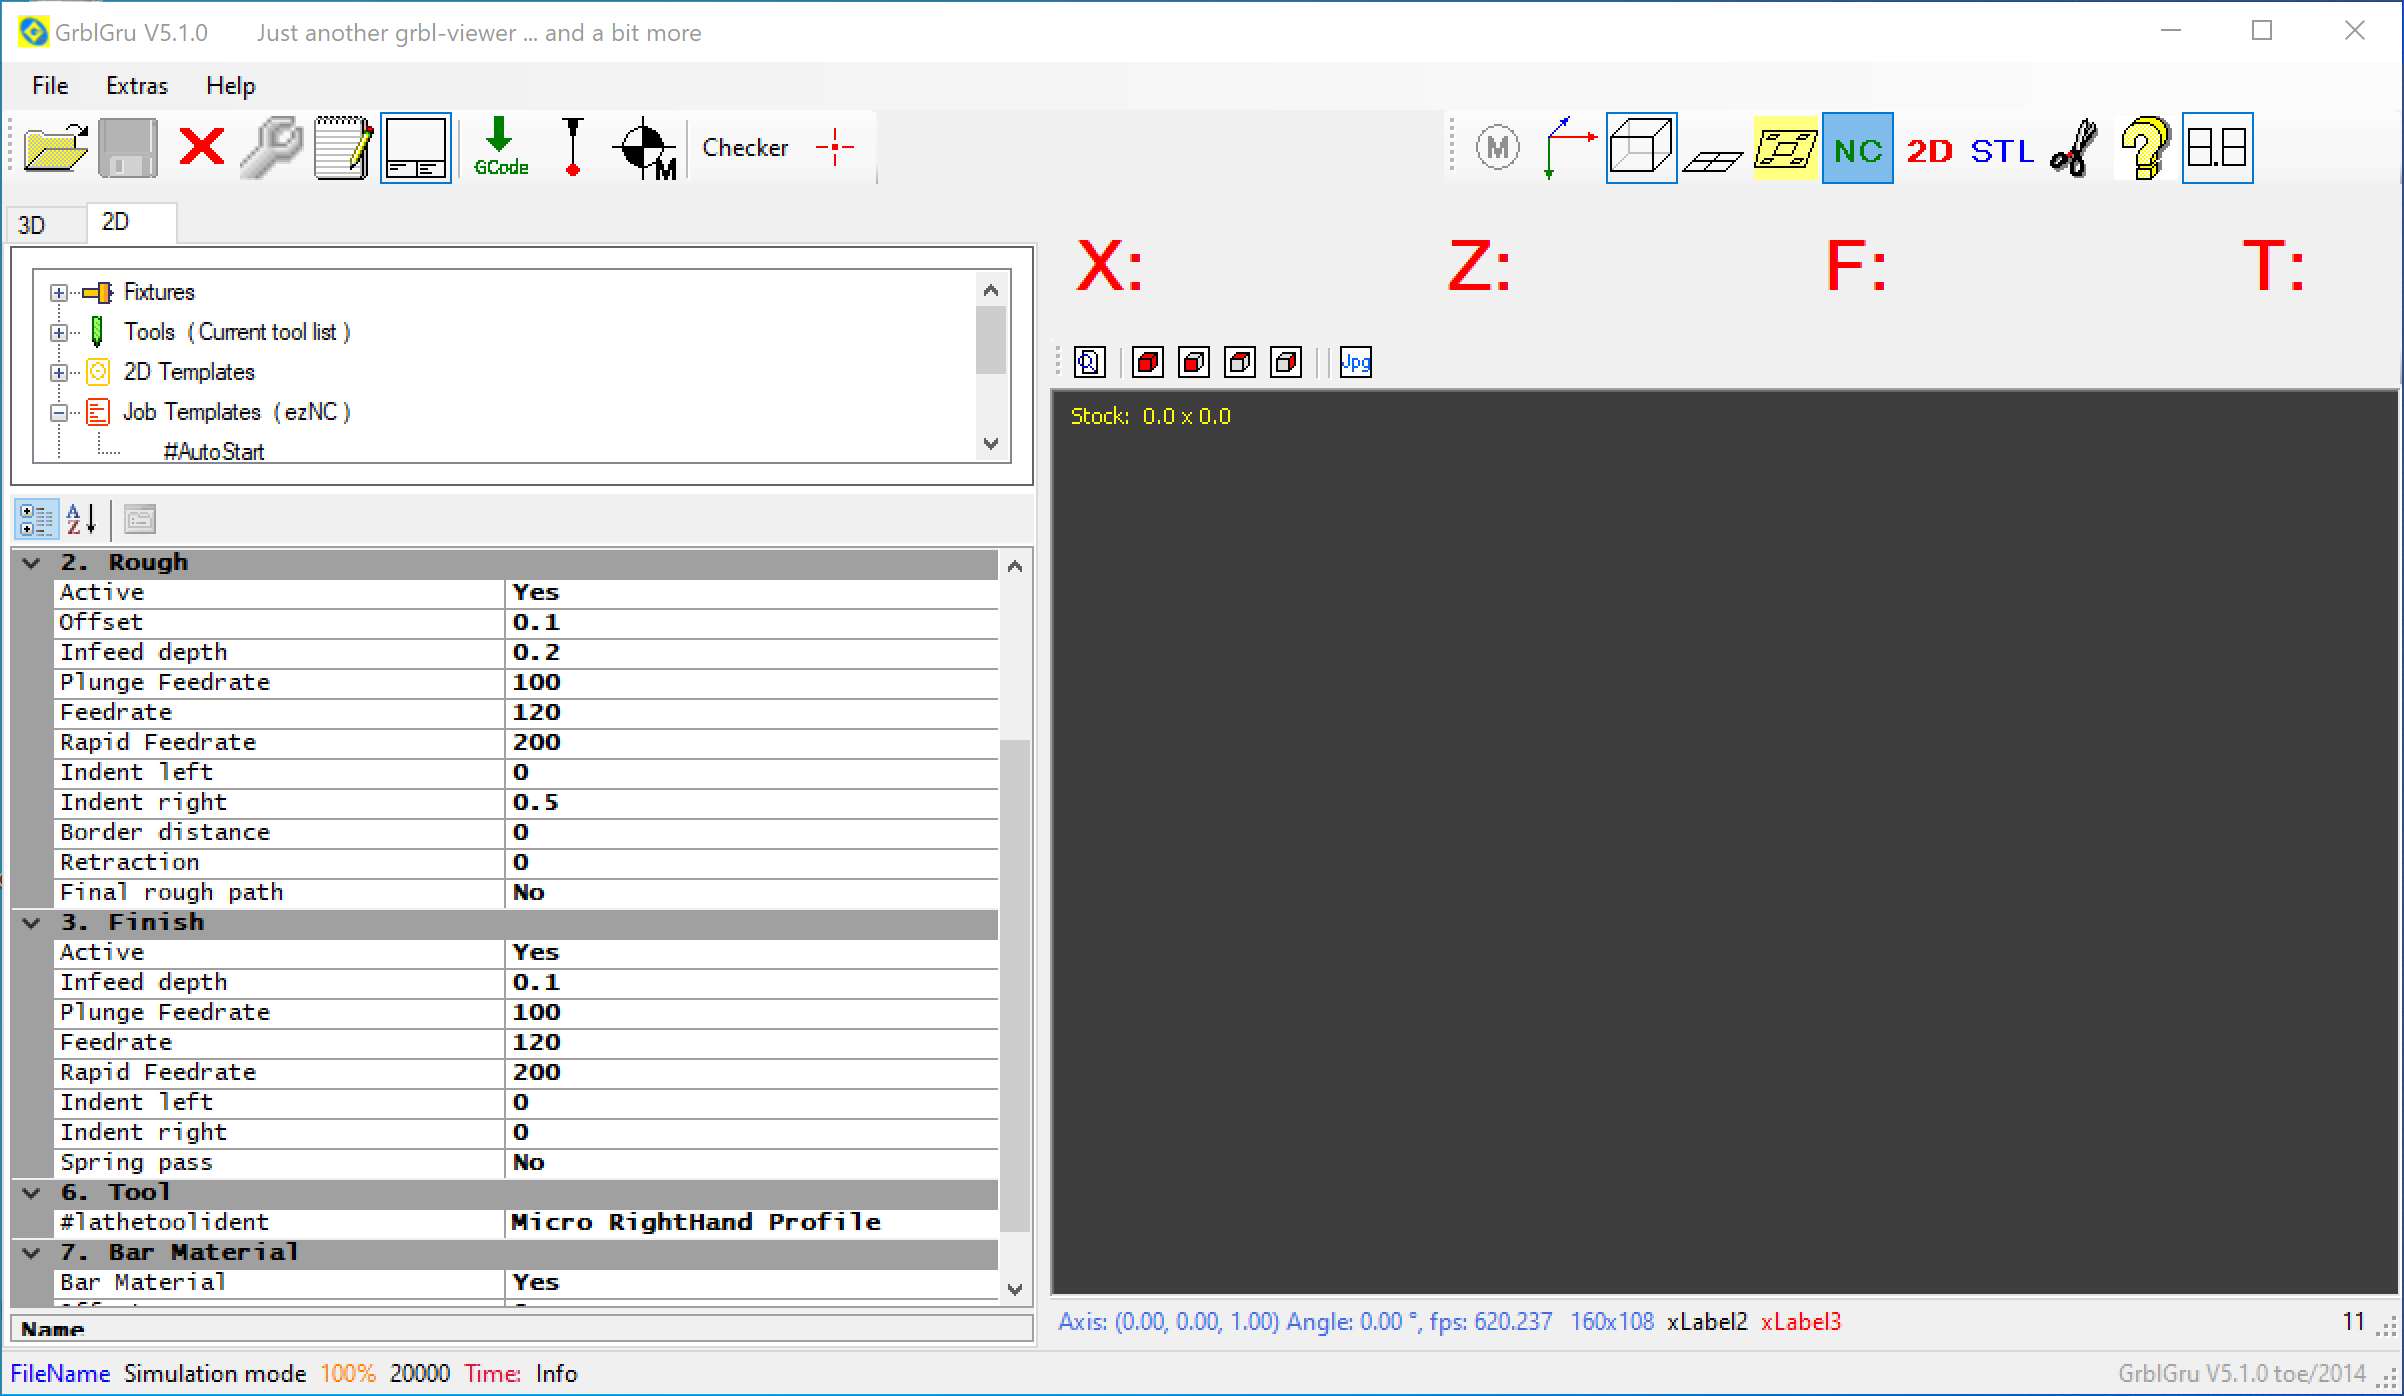 GrblGru V5.1.0 Just another grbl-viewer ... and a bit more
File Extras Help
GCode M Checker M NC 2D STL
3D 2D
X: Z: F: T:
Fixtures
Tools ( Current tool list )
2D Templates
Job Templates ( ezNC )
#AutoStart
Jpg
Stock: 0.0 x 0.0
A
Z
2. Rough
Active Yes
Offset 0.1
Infeed depth 0.2
Plunge Feedrate 100
Feedrate 120
Rapid Feedrate 200
Indent left 0
Indent right 0.5
Border distance 0
Retraction 0
Final rough path No
3. Finish
Active Yes
Infeed depth 0.1
Plunge Feedrate 100
Feedrate 120
Rapid Feedrate 200
Indent left 0
Indent right 0
Spring pass No
6. Tool
#lathetoolident Micro RightHand Profile
7. Bar Material
Bar Material Yes
Name
Axis: (0.00, 0.00, 1.00) Angle: 0.00 °, fps: 620.237 160x108 xLabel2 xLabel3 11
FileName Simulation mode 100% 20000 Time: Info GrblGru V5.1.0 toe/2014